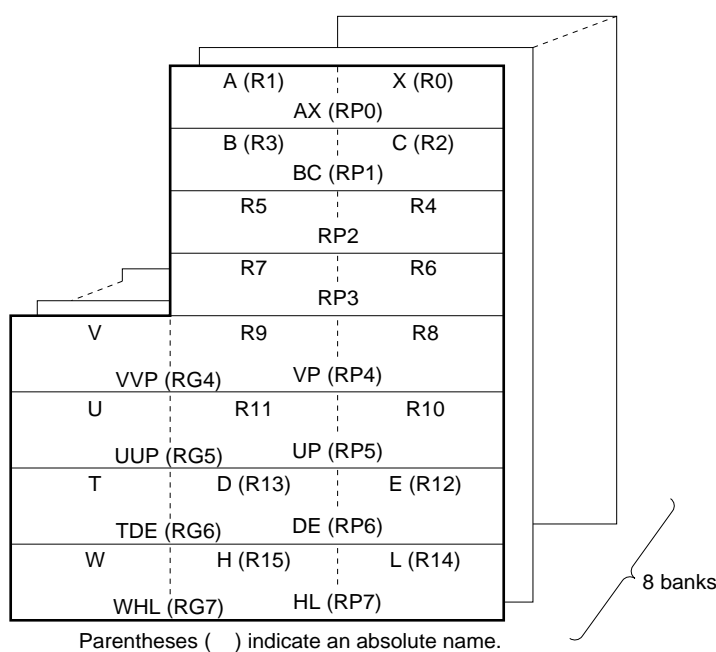 A (R1) X (R0)
AX (RP0)
B (R3) C (R2)
BC (RP1)
R5 R4
RP2
R7 R6
RP3
V R9 R8
VVP (RG4) VP (RP4)
U R11 R10
UUP (RG5) UP (RP5)
T D (R13) E (R12)
TDE (RG6) DE (RP6)
W H (R15) L (R14)
WHL (RG7) HL (RP7)
8 banks
Parentheses ( ) indicate an absolute name.